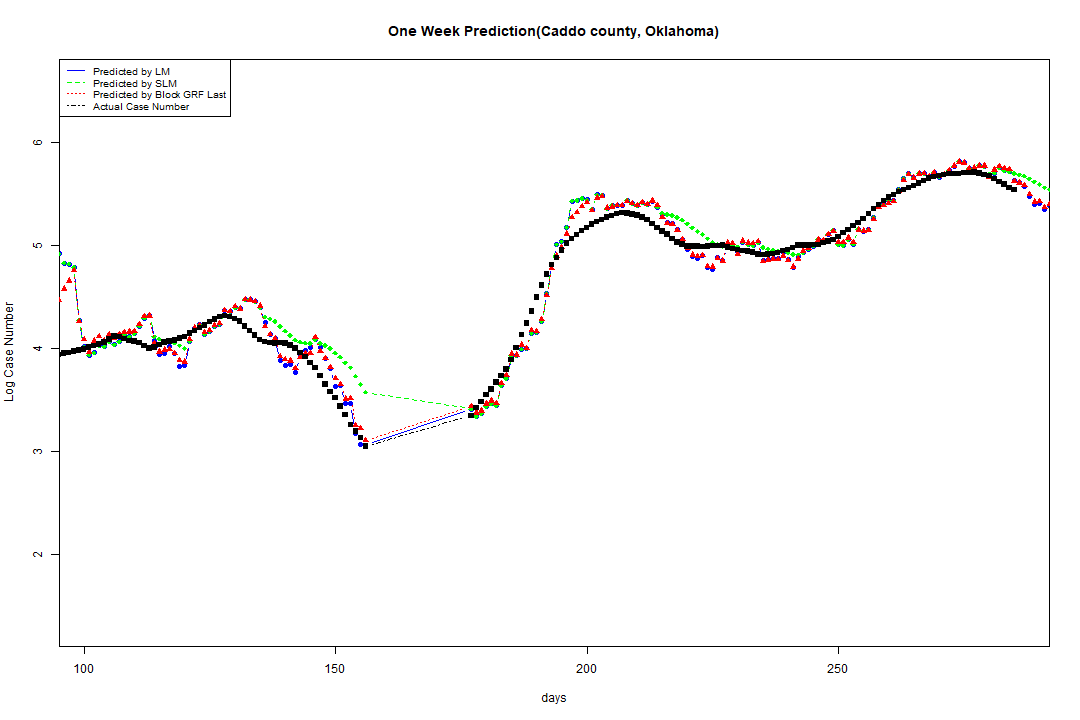 One Week Prediction(Caddo county, Oklahoma)
Predicted by LM
Predicted by SLM
Predicted by Block GRF Last
Actual Case Number
6
5
4
3
2
Log Case Number
100
150
200
250
days